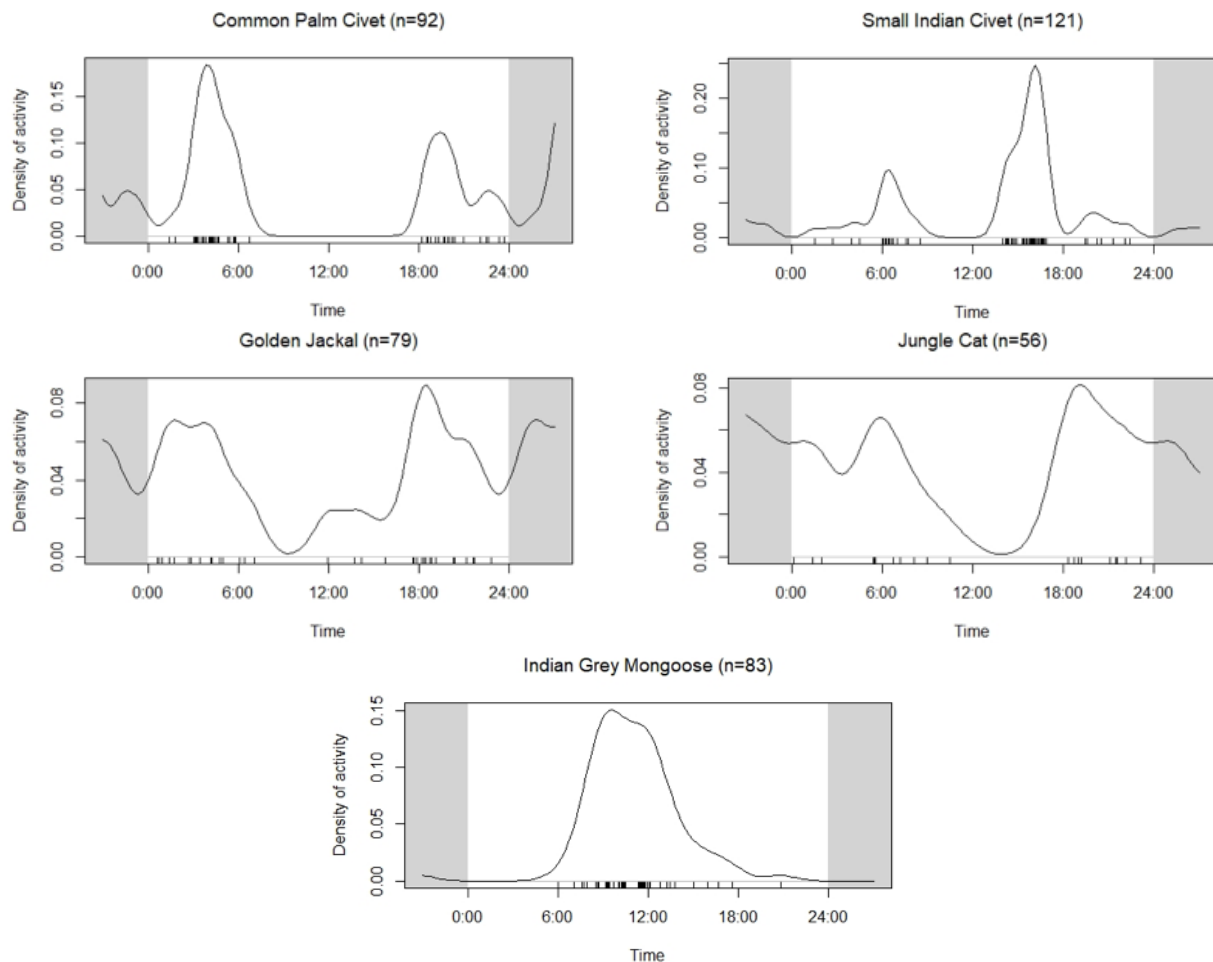 Common Palm Civet (n=92)
Density of activity
0.00 0.05 0.10 0.15
0:00 6:00 12:00 18:00 24:00
Time
Small Indian Civet (n=121)
Density of activity
0.00 0.10 0.20
0:00 6:00 12:00 18:00 24:00
Time
Golden Jackal (n=79)
Density of activity
0.00 0.04 0.08
0:00 6:00 12:00 18:00 24:00
Time
Jungle Cat (n=56)
Density of activity
0.00 0.04 0.08
0:00 6:00 12:00 18:00 24:00
Time
Indian Grey Mongoose (n=83)
Density of activity
0.00 0.05 0.10 0.15
0:00 6:00 12:00 18:00 24:00
Time